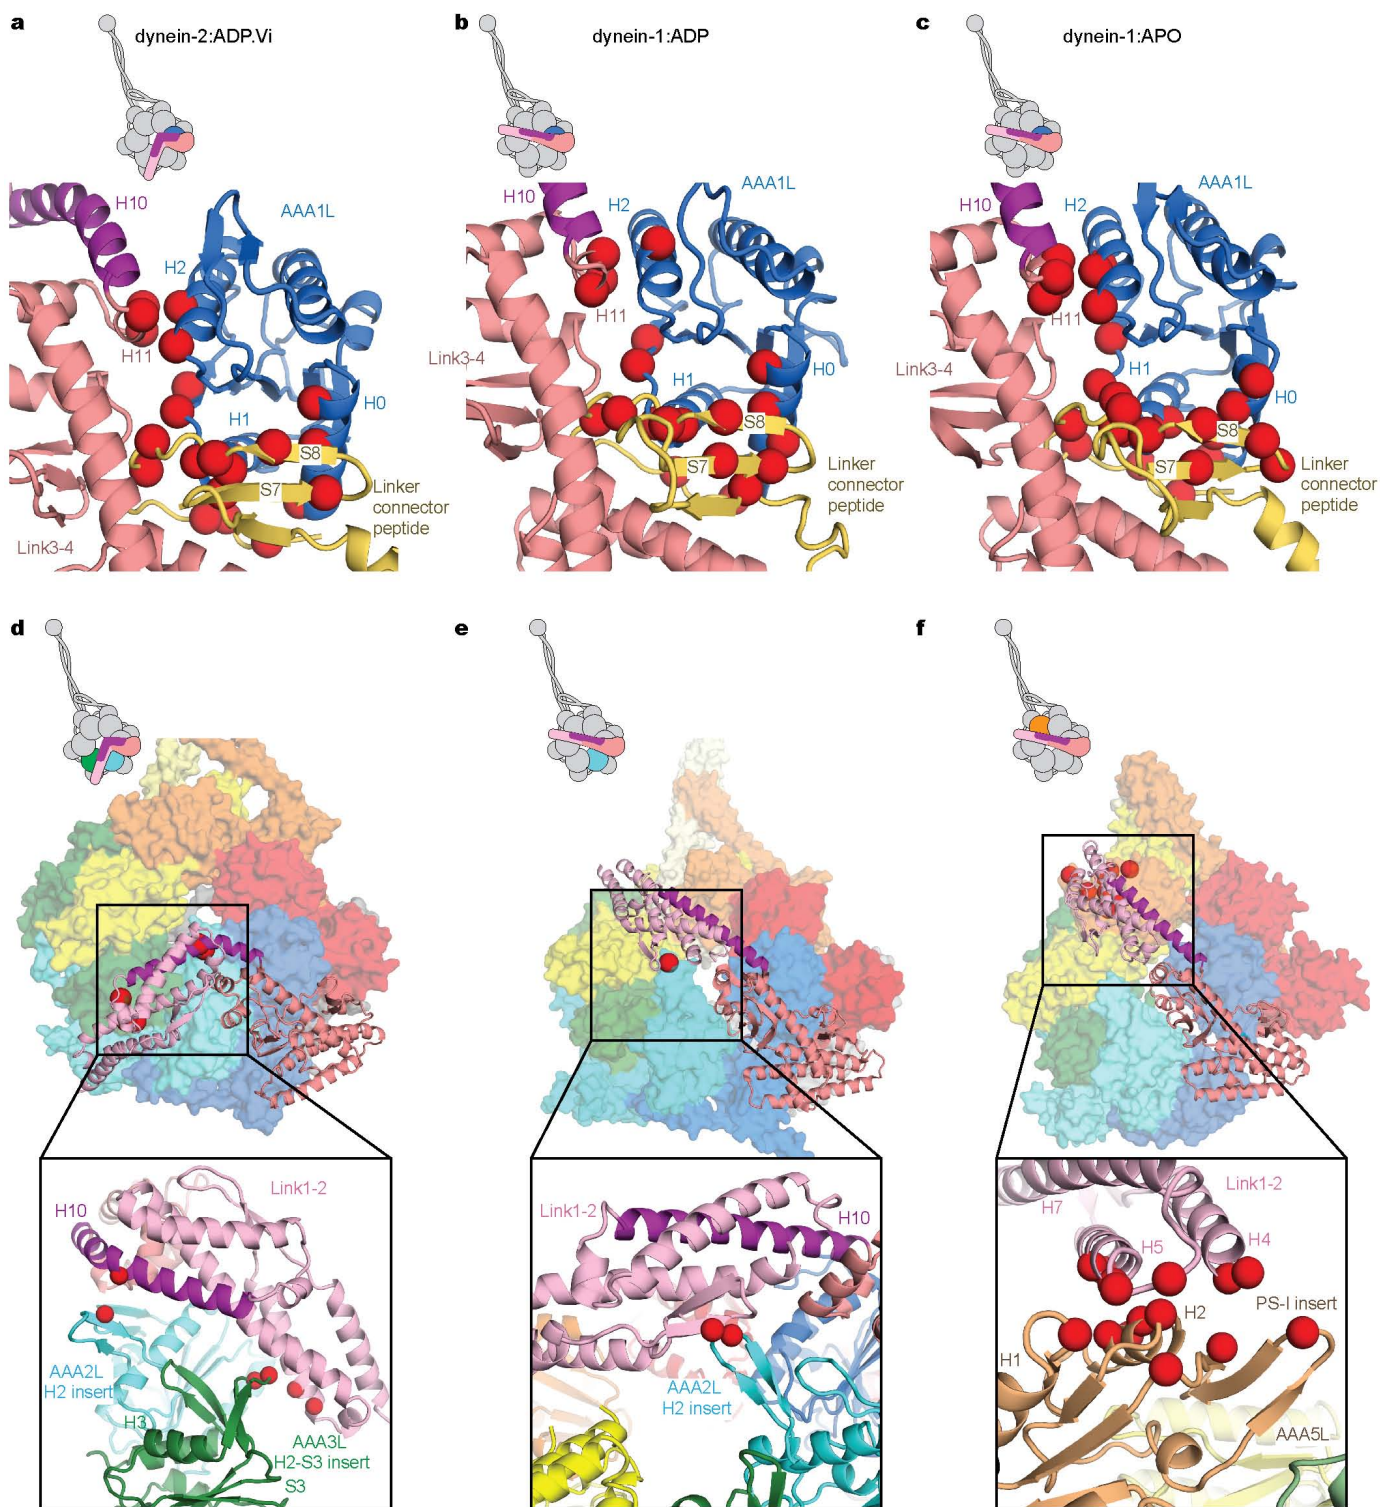 a
dynein-2:ADP.Vi
b
dynein-1:ADP
c
dynein-1:APO
H10
AAA1L
H2
H11
Link3-4
H1
H0
S8
S7
Linker
connector
peptide
H10
H2
AAA1L
H11
Link3-4
H1
H0
S8
S7
Linker
connector
peptide
H10
H2
AAA1L
H11
Link3-4
H1
H0
S8
S7
Linker
connector
peptide
d
e
f
Link1-2
H10
AAA2L
H2 insert
H3
AAA3L
H2-S3 insert
S3
Link1-2
H10
AAA2L
H2 insert
H7
Link1-2
H5
H4
H2
PS-I insert
H1
AAA5L